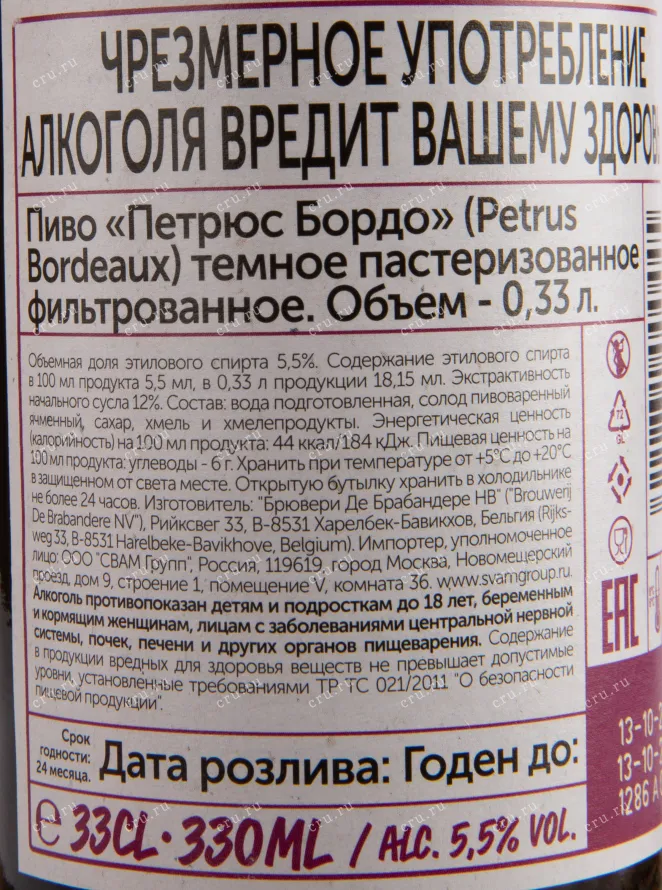 ЧРЕЗМЕРНОЕ УПОТРЕБЛЕНИЕ
АЛКОГОЛЯ ВРЕДИТ ВАШЕМУ ЗДОРОВ
Пиво «Петрюс Бордо» (Petrus
Bordeaux) темное пастеризованное
фильтрованное. Объем - 0,33 л.
Объемная доля этилового спирта 5,5%. Содержание этилового спирта
в 100 мл продукта 5,5 мл, в 0,33 л продукции 18,15 мл. Экстрактивность
начального сусла 12%. Состав: вода подготовленная, солод пивоваренный
ячменный, сахар, хмель и хмелепродукты. Энергетическая ценность
(калорийность) на 100 мл продукта: 44 ккал/184 кДж. Пищевая ценность на
100 мл продукта: углеводы - 6 г. Хранить при температуре от +5°С до +20°С
в защищенном от света месте. Открытую бутылку хранить в холодильнике
не более 24 часов. Изготовитель: "Брювери Де Брабандере НВ" ("Brouwerij
De Brabandere NV"), Рийксвег 33, В-8531 Харелбек-Бавикхов, Бельгия (Rijks-
weg 33, B-8531 Harelbeke-Bavikhove, Belgium). Импортер, уполномоченное
лицо: ООО "СВАМ Групп", Россия, 119619, город Москва, Новомещерский
проезд, дом 9, строение 1, помещение V, комната 36. www.svamgroup.ru.
Алкоголь противопоказан детям и подросткам до 18 лет, беременным
и кормящим женщинам, лицам с заболеваниями центральной нервной
системы, почек, печени и других органов пищеварения. Содержание
в продукции вредных для здоровья веществ не превышает допустимые
уровни, установленные требованиями ТР ТС 021/2011 "О безопасности
пищевой продукции".
72
GL
EAC
Срок
годности:
24 месяца.
Дата розлива: Годен до:
13-10-
13-10-
1286 A
℮ 33CL · 330ML / ALC. 5,5% VOL.
cru.ru